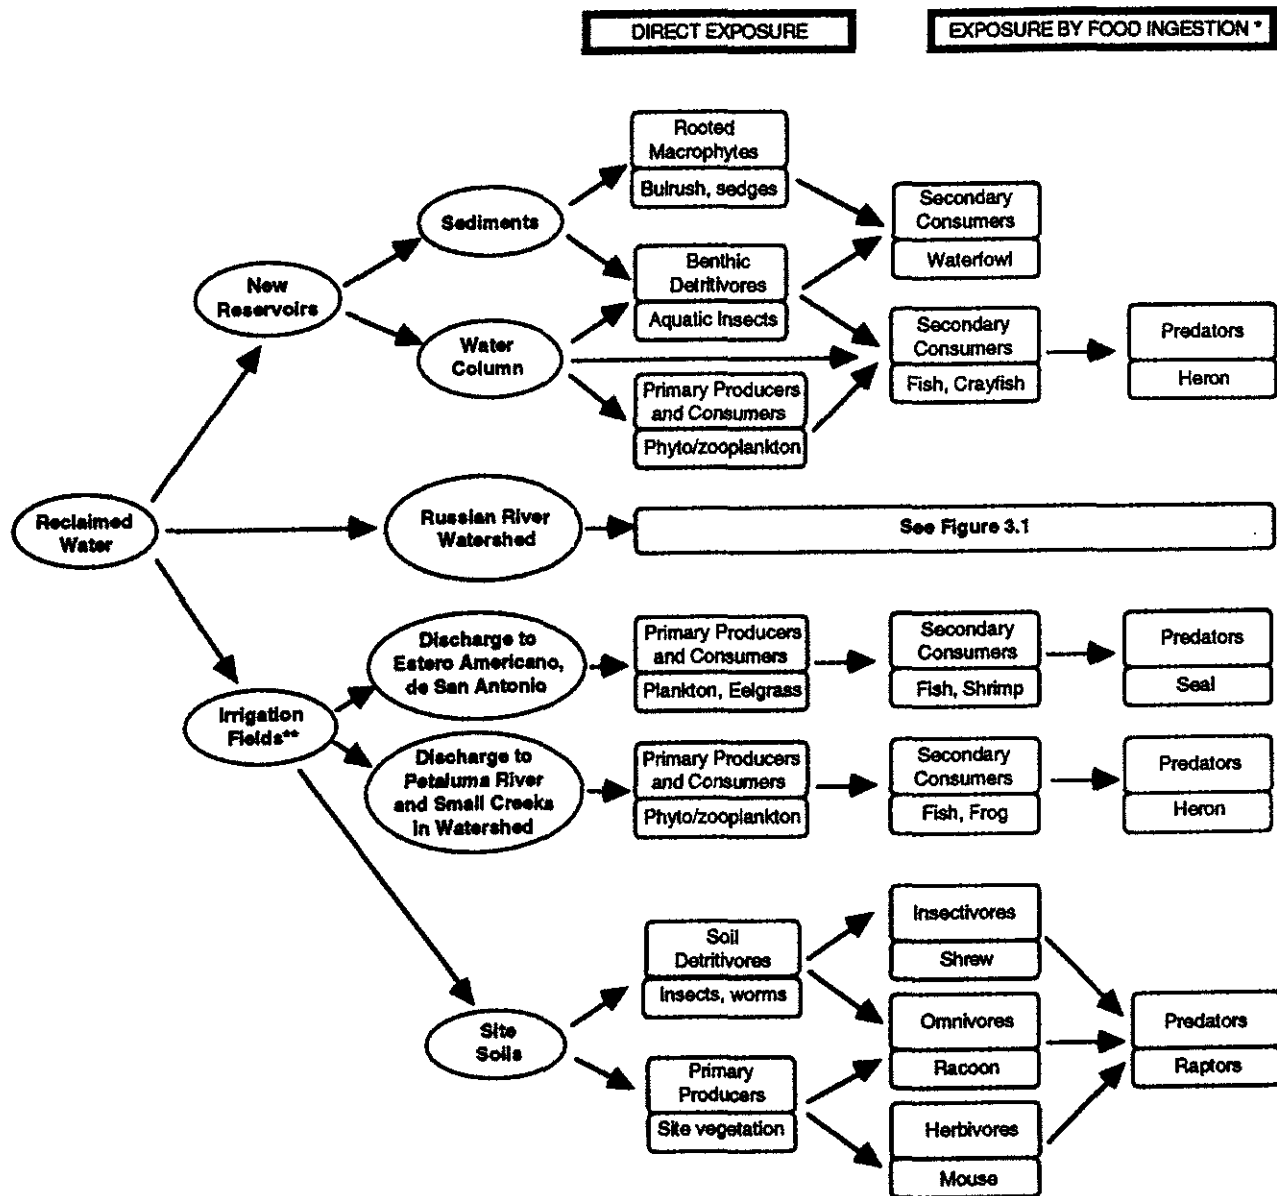 DIRECT EXPOSURE
EXPOSURE BY FOOD INGESTION *
Rooted
Macrophytes
Bulrush, sedges
Sediments
Secondary
Consumers
Waterfowl
Benthic
Detritivores
Aquatic Insects
New
Reservoirs
Water
Column
Secondary
Consumers
Fish, Crayfish
Predators
Heron
Primary Producers
and Consumers
Phyto/zooplankton
Reclaimed
Water
Russian River
Watershed
See Figure 3.1
Discharge to
Estero Americano,
de San Antonio
Primary Producers
and Consumers
Plankton, Eelgrass
Secondary
Consumers
Fish, Shrimp
Predators
Seal
Irrigation
Fields**
Discharge to
Petaluma River
and Small Creeks
in Watershed
Primary Producers
and Consumers
Phyto/zooplankton
Secondary
Consumers
Fish, Frog
Predators
Heron
Soil
Detritivores
Insects, worms
Insectivores
Shrew
Site
Soils
Omnivores
Racoon
Predators
Raptors
Primary
Producers
Site vegetation
Herbivores
Mouse